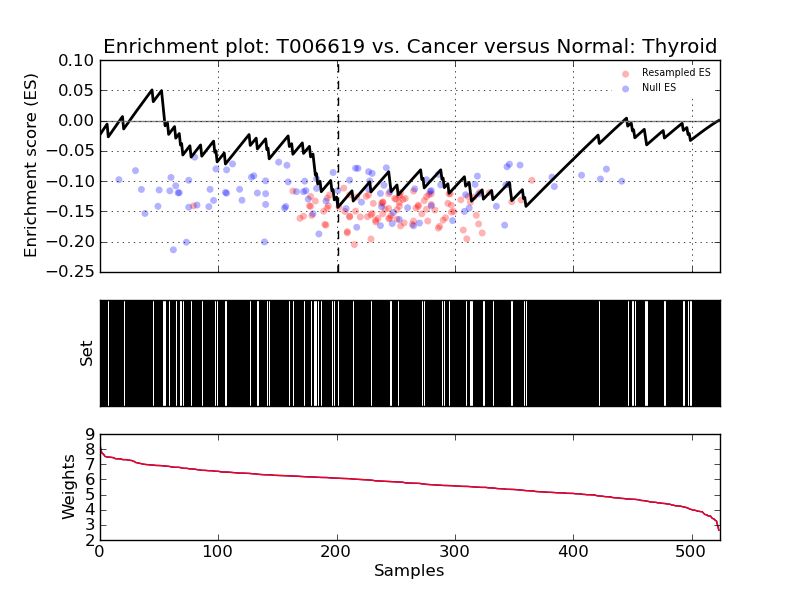 Enrichment plot: T006619 vs. Cancer versus Normal: Thyroid
Enrichment score (ES)
0.10
0.05
0.00
−0.05
−0.10
−0.15
−0.20
−0.25
Resampled ES
Null ES
Set
Weights
9
8
7
6
5
4
3
2
0 100 200 300 400 500
Samples